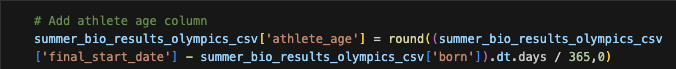 # Add athlete age column
summer_bio_results_olympics_csv['athlete_age'] = round((summer_bio_results_olympics_csv
['final_start_date'] - summer_bio_results_olympics_csv['born']).dt.days / 365,0)